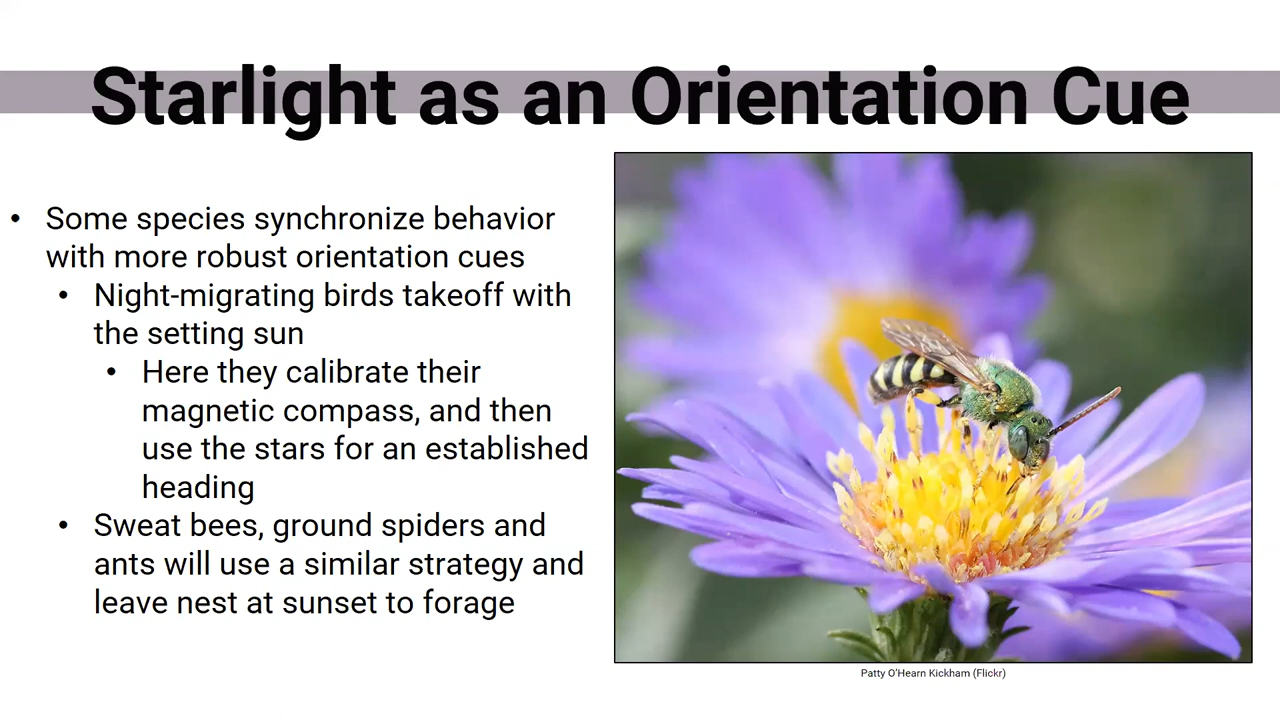 Starlight as an Orientation Cue
• Some species synchronize behavior
with more robust orientation cues
• Night-migrating birds takeoff with
the setting sun
• Here they calibrate their
magnetic compass, and then
use the stars for an established
heading
• Sweat bees, ground spiders and
ants will use a similar strategy and
leave nest at sunset to forage
Patty O'Hearn Kickham (Flickr)